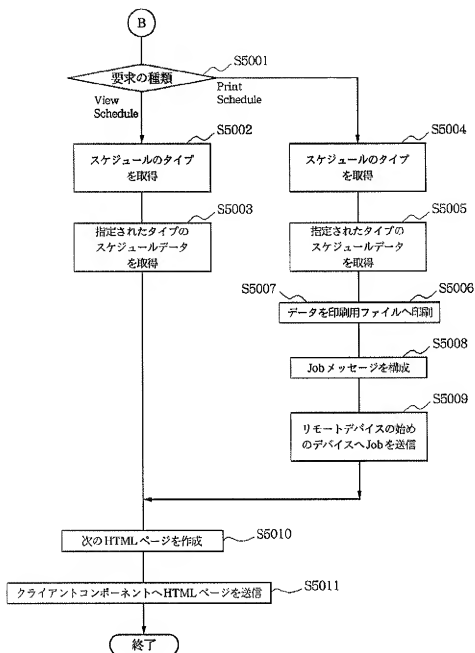 B
S5001
要求の種類
View
Schedule
Print
Schedule
S5002
スケジュールのタイプ
を取得
S5003
指定されたタイプの
スケジュールデータ
を取得
S5004
スケジュールのタイプ
を取得
S5005
指定されたタイプの
スケジュールデータ
を取得
S5007
S5006
データを印刷用ファイルへ印刷
S5008
Jobメッセージを構成
S5009
リモートデバイスの始め
のデバイスへJobを送信
次のHTMLページを作成
S5010
S5011
クライアントコンポーネントへHTMLページを送信
終了